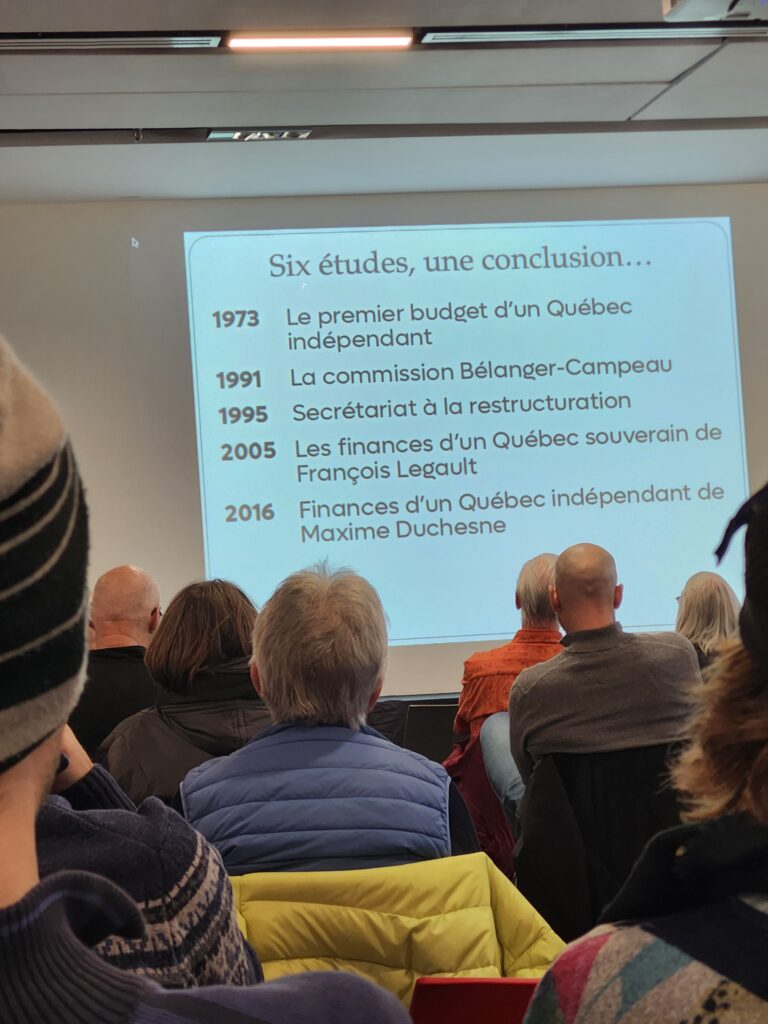 Six études, une conclusion...
1973 Le premier budget d'un Québec
indépendant
1991 La commission Bélanger-Campeau
1995 Secrétariat à la restructuration
2005 Les finances d'un Québec souverain de
François Legault
2016 Finances d'un Québec indépendant de
Maxime Duchesne